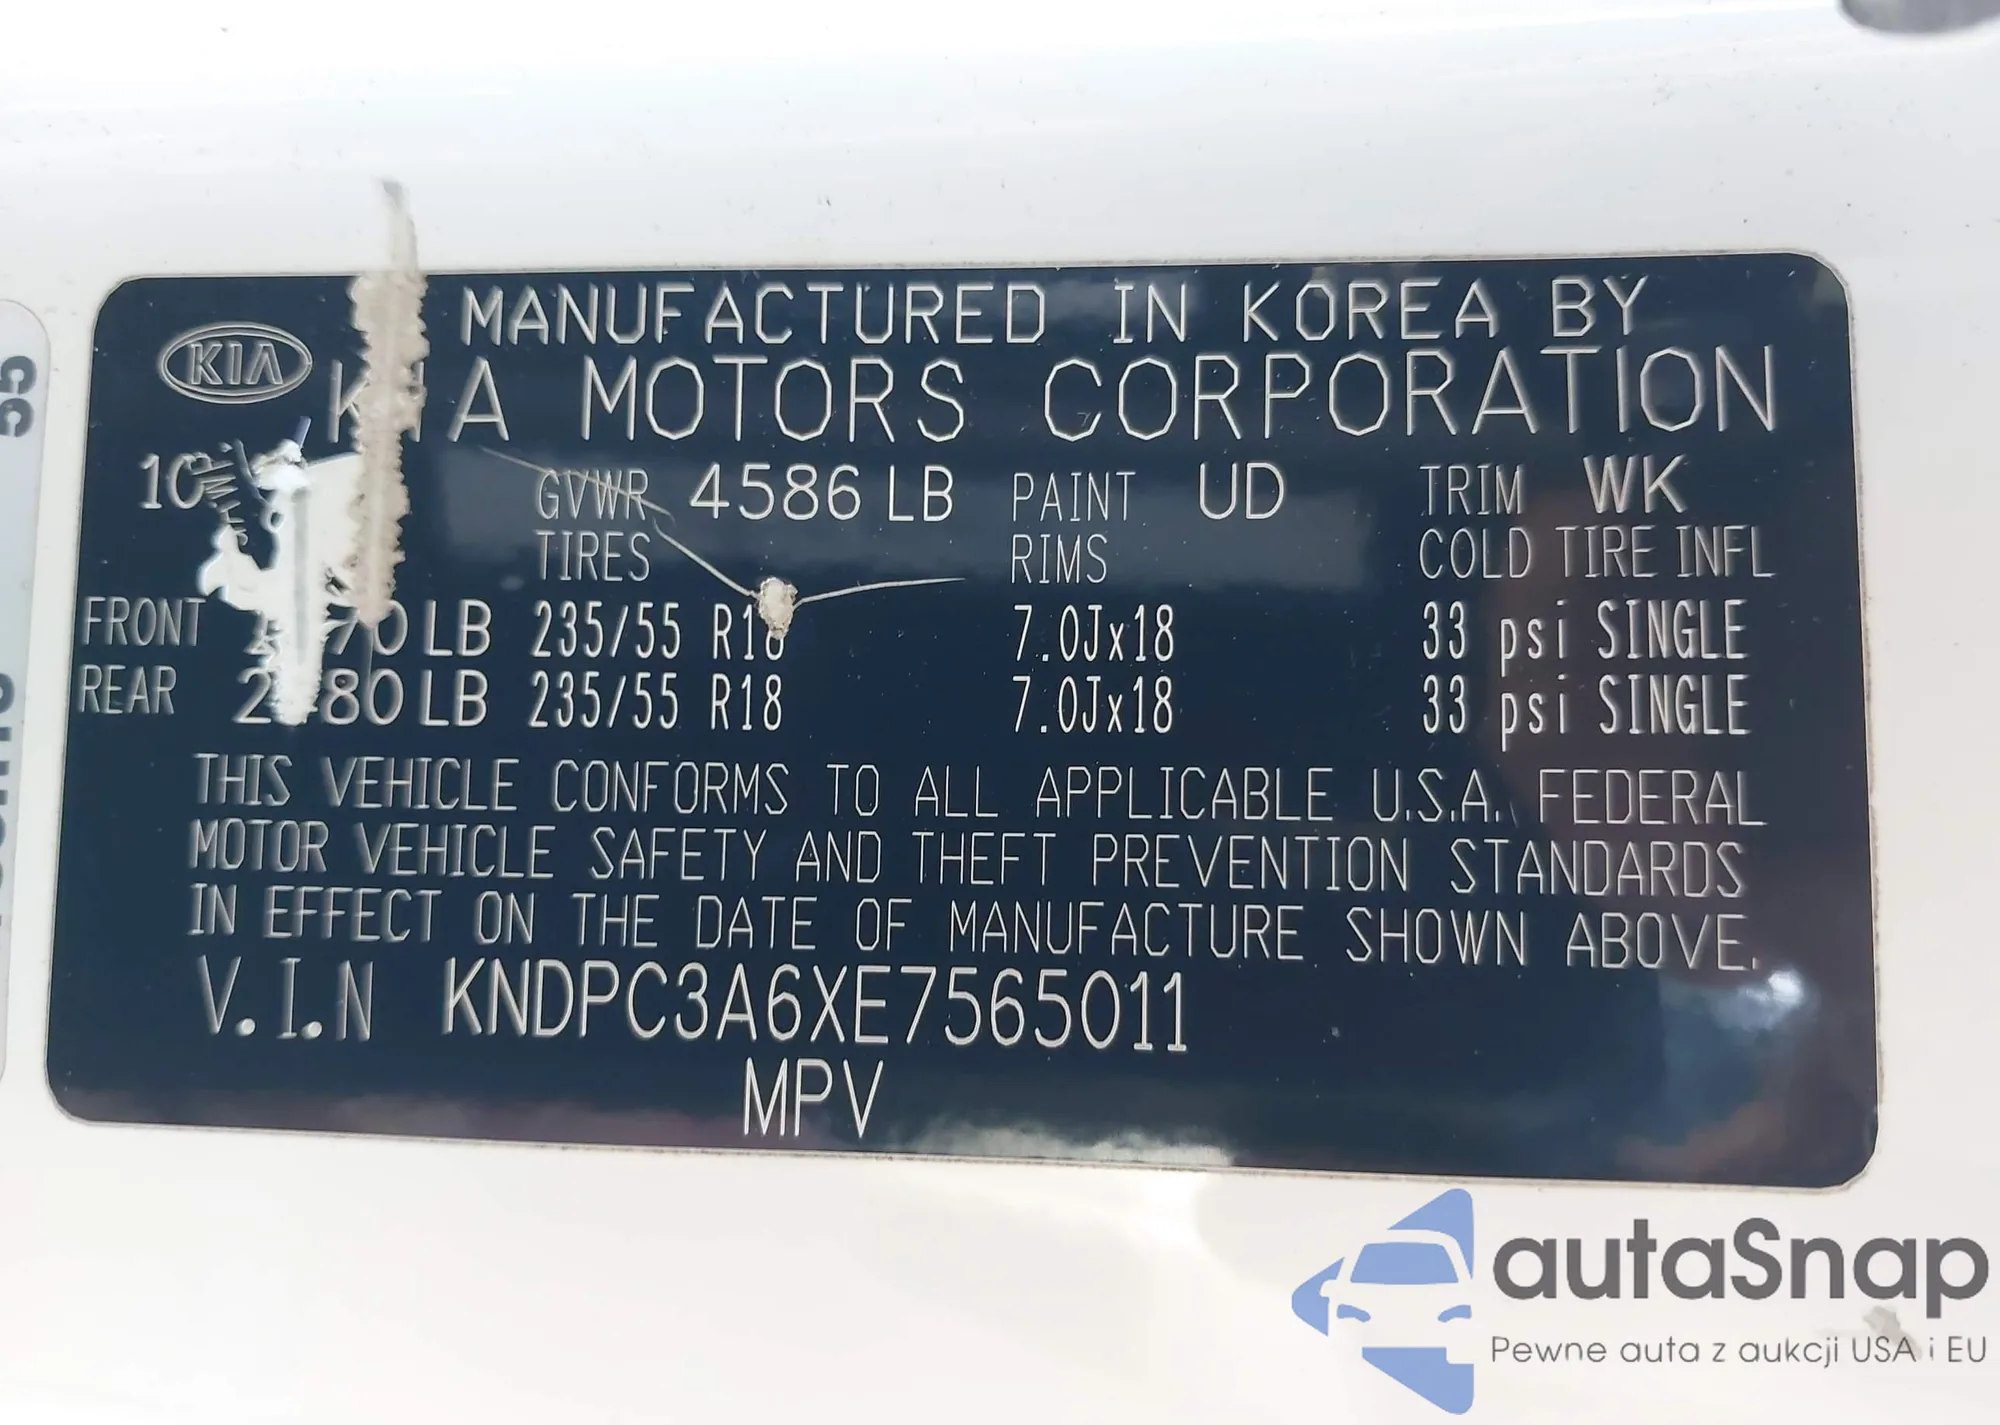 MANUFACTURED IN KOREA BY
KIA
KIA MOTORS CORPORATION
GVWR 4586 LB PAINT UD TRIM WK
TIRES RIMS COLD TIRE INFL
FRONT LB 235/55 R18 7.0Jx18 33 psi SINGLE
REAR LB 235/55 R18 7.0Jx18 33 psi SINGLE
THIS VEHICLE CONFORMS TO ALL APPLICABLE U.S.A. FEDERAL
MOTOR VEHICLE SAFETY AND THEFT PREVENTION STANDARDS
IN EFFECT ON THE DATE OF MANUFACTURE SHOWN ABOVE.
V.I.N KNDPC3A6XE7565011
MPV
55
autaSnap
Pewne auta z aukcji USA i EU